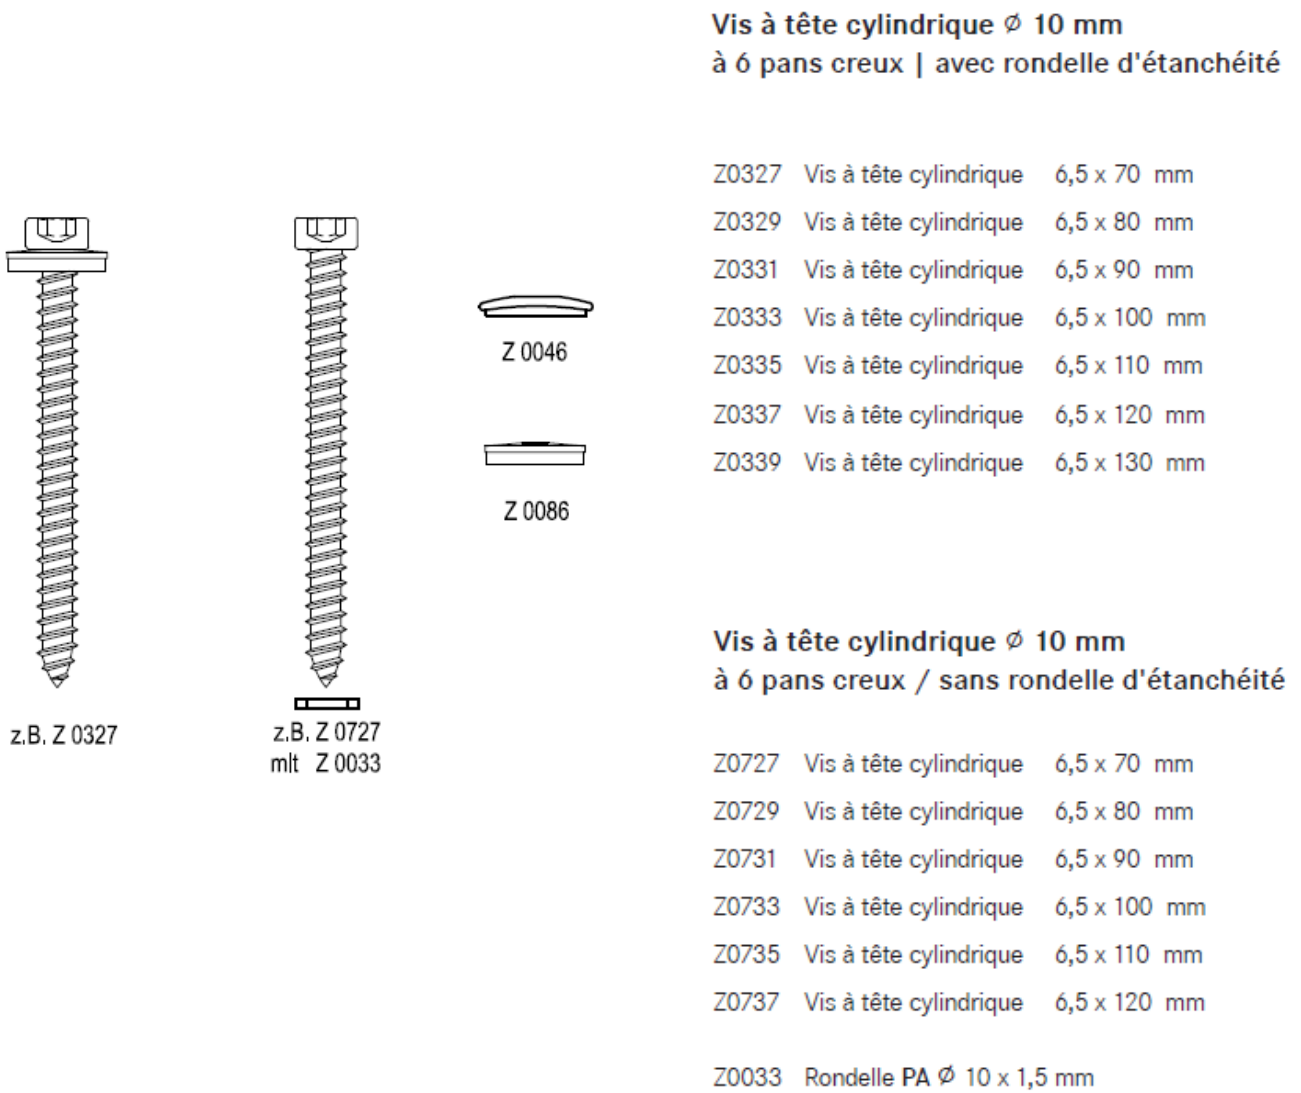 Vis à tête cylindrique ∅ 10 mm
à 6 pans creux | avec rondelle d'étanchéité
Z0327 Vis à tête cylindrique 6,5 x 70 mm
Z0329 Vis à tête cylindrique 6,5 x 80 mm
Z0331 Vis à tête cylindrique 6,5 x 90 mm
Z0333 Vis à tête cylindrique 6,5 x 100 mm
Z0335 Vis à tête cylindrique 6,5 x 110 mm
Z0337 Vis à tête cylindrique 6,5 x 120 mm
Z0339 Vis à tête cylindrique 6,5 x 130 mm
Z 0046
Z 0086
z.B. Z 0327
z.B. Z 0727
mlt Z 0033
Vis à tête cylindrique ∅ 10 mm
à 6 pans creux / sans rondelle d'étanchéité
Z0727 Vis à tête cylindrique 6,5 x 70 mm
Z0729 Vis à tête cylindrique 6,5 x 80 mm
Z0731 Vis à tête cylindrique 6,5 x 90 mm
Z0733 Vis à tête cylindrique 6,5 x 100 mm
Z0735 Vis à tête cylindrique 6,5 x 110 mm
Z0737 Vis à tête cylindrique 6,5 x 120 mm
Z0033 Rondelle PA ∅ 10 x 1,5 mm